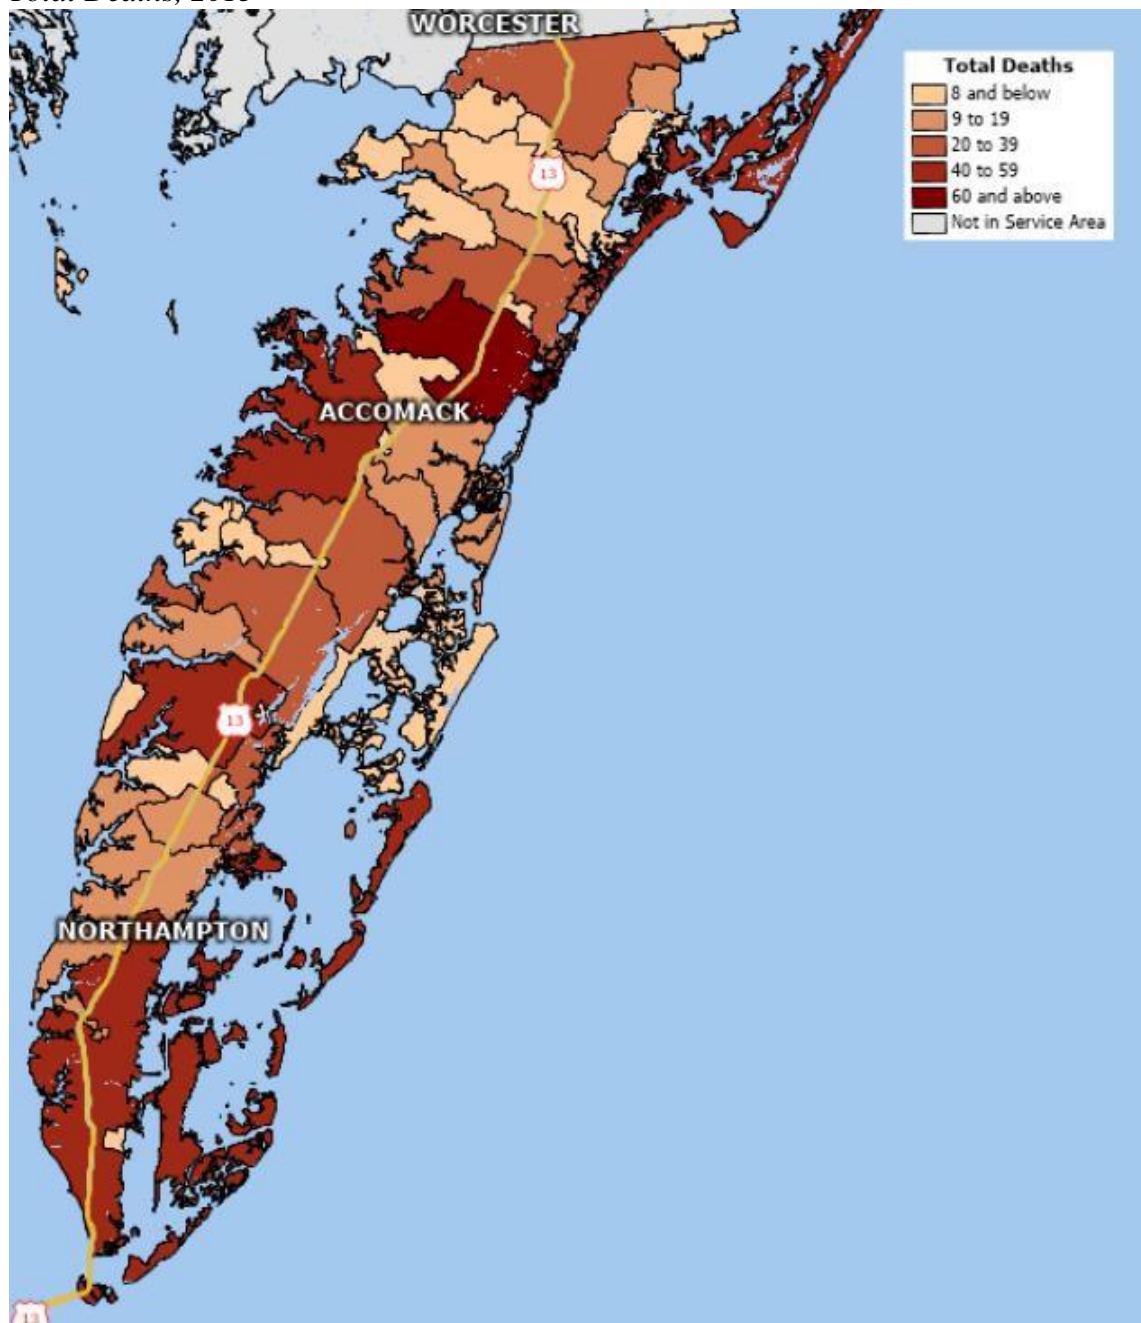 WORCESTER
Total Deaths
8 and below
9 to 19
20 to 39
40 to 59
60 and above
Not in Service Area
13
ACCOMACK
13
NORTHAMPTON
13